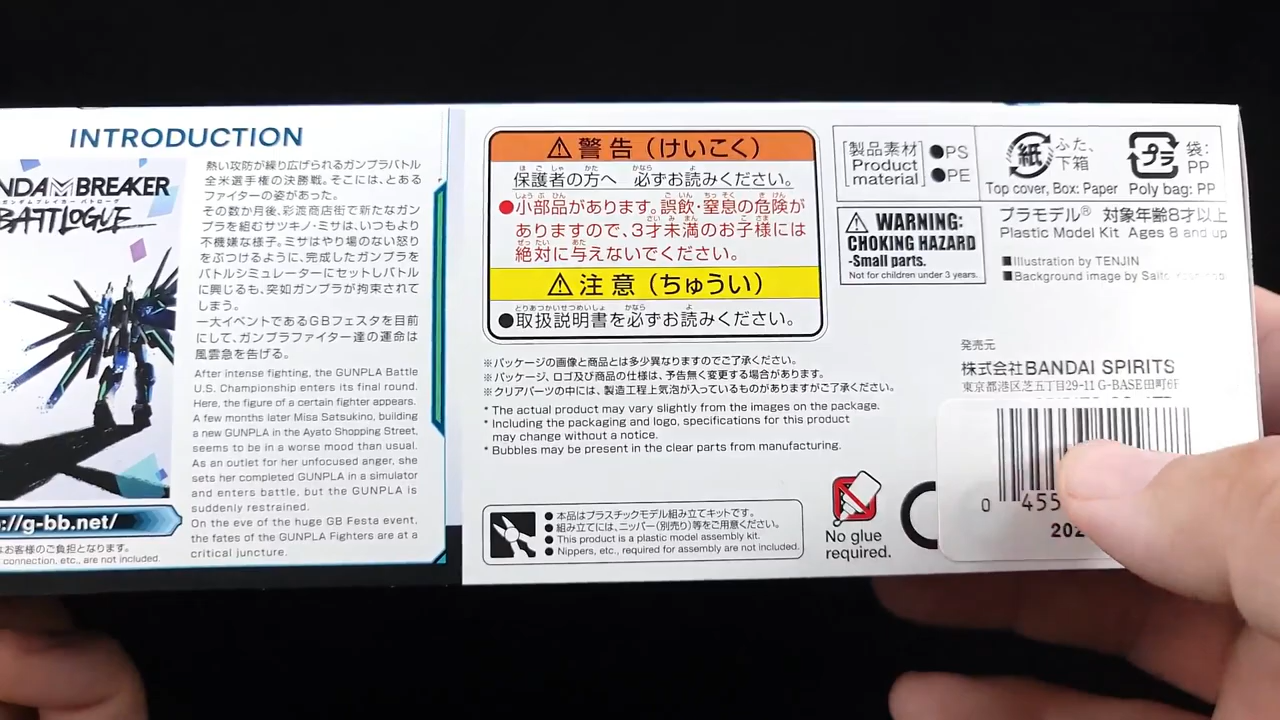 INTRODUCTION
NDAM BREAKER
ガンダムブレイカー バトローグ
BATTLOGUE
://g-bb.net/
はお客様のご負担となります。
connection, etc., are not included.
熱い攻防が繰り広げられるガンプラバトル
全米選手権の決勝戦。そこには、とある
ファイターの姿があった。
その数か月後、彩渡商店街で新たなガン
プラを組むサツキノ・ミサは、いつもより
不機嫌な様子。ミサはやり場のない怒り
をぶつけるように、完成したガンプラを
バトルシミュレーターにセットしバトル
に興じるも、突如ガンプラが拘束されて
しまう。
一大イベントであるGBフェスタを目前
にして、ガンプラファイター達の運命は
風雲急を告げる。
After intense fighting, the GUNPLA Battle
U.S. Championship enters its final round.
Here, the figure of a certain fighter appears.
A few months later Misa Satsukino, building
a new GUNPLA in the Ayato Shopping Street,
seems to be in a worse mood than usual.
As an outlet for her unfocused anger, she
sets her completed GUNPLA in a simulator
and enters battle, but the GUNPLA is
suddenly restrained.
On the eve of the huge GB Festa event,
the fates of the GUNPLA Fighters are at a
critical juncture.
警告（けいこく）
保護者の方へ 必ずお読みください。
●小部品があります。誤飲・窒息の危険が
ありますので、3才未満のお子様には
絶対に与えないでください。
注意（ちゅうい）
●取扱説明書を必ずお読みください。
※パッケージの画像と商品とは多少異なりますのでご了承ください。
※パッケージ、ロゴ及び商品の仕様は、予告無く変更する場合があります。
※クリアパーツの中には、製造工程上気泡が入っているものがありますがご了承ください。
* The actual product may vary slightly from the images on the package.
* Including the packaging and logo, specifications for this product
may change without a notice.
* Bubbles may be present in the clear parts from manufacturing.
● 本品はプラスチックモデル組み立てキットです。
● 組み立てには、ニッパー（別売り）等をご用意ください。
● This product is a plastic model assembly kit.
● Nippers, etc., required for assembly are not included.
No glue
required.
製品素材
Product
material
●PS
●PE
紙
ふた、
下箱
Top cover, Box: Paper
プラ
袋:
PP
Poly bag: PP
WARNING:
CHOKING HAZARD
-Small parts.
Not for children under 3 years.
プラモデル® 対象年齢8才以上
Plastic Model Kit Ages 8 and up
■Illustration by TENJIN
■Background image by
発売元
株式会社BANDAI SPIRITS
東京都港区芝五丁目29-11 G-BASE田町6F
0 455
202